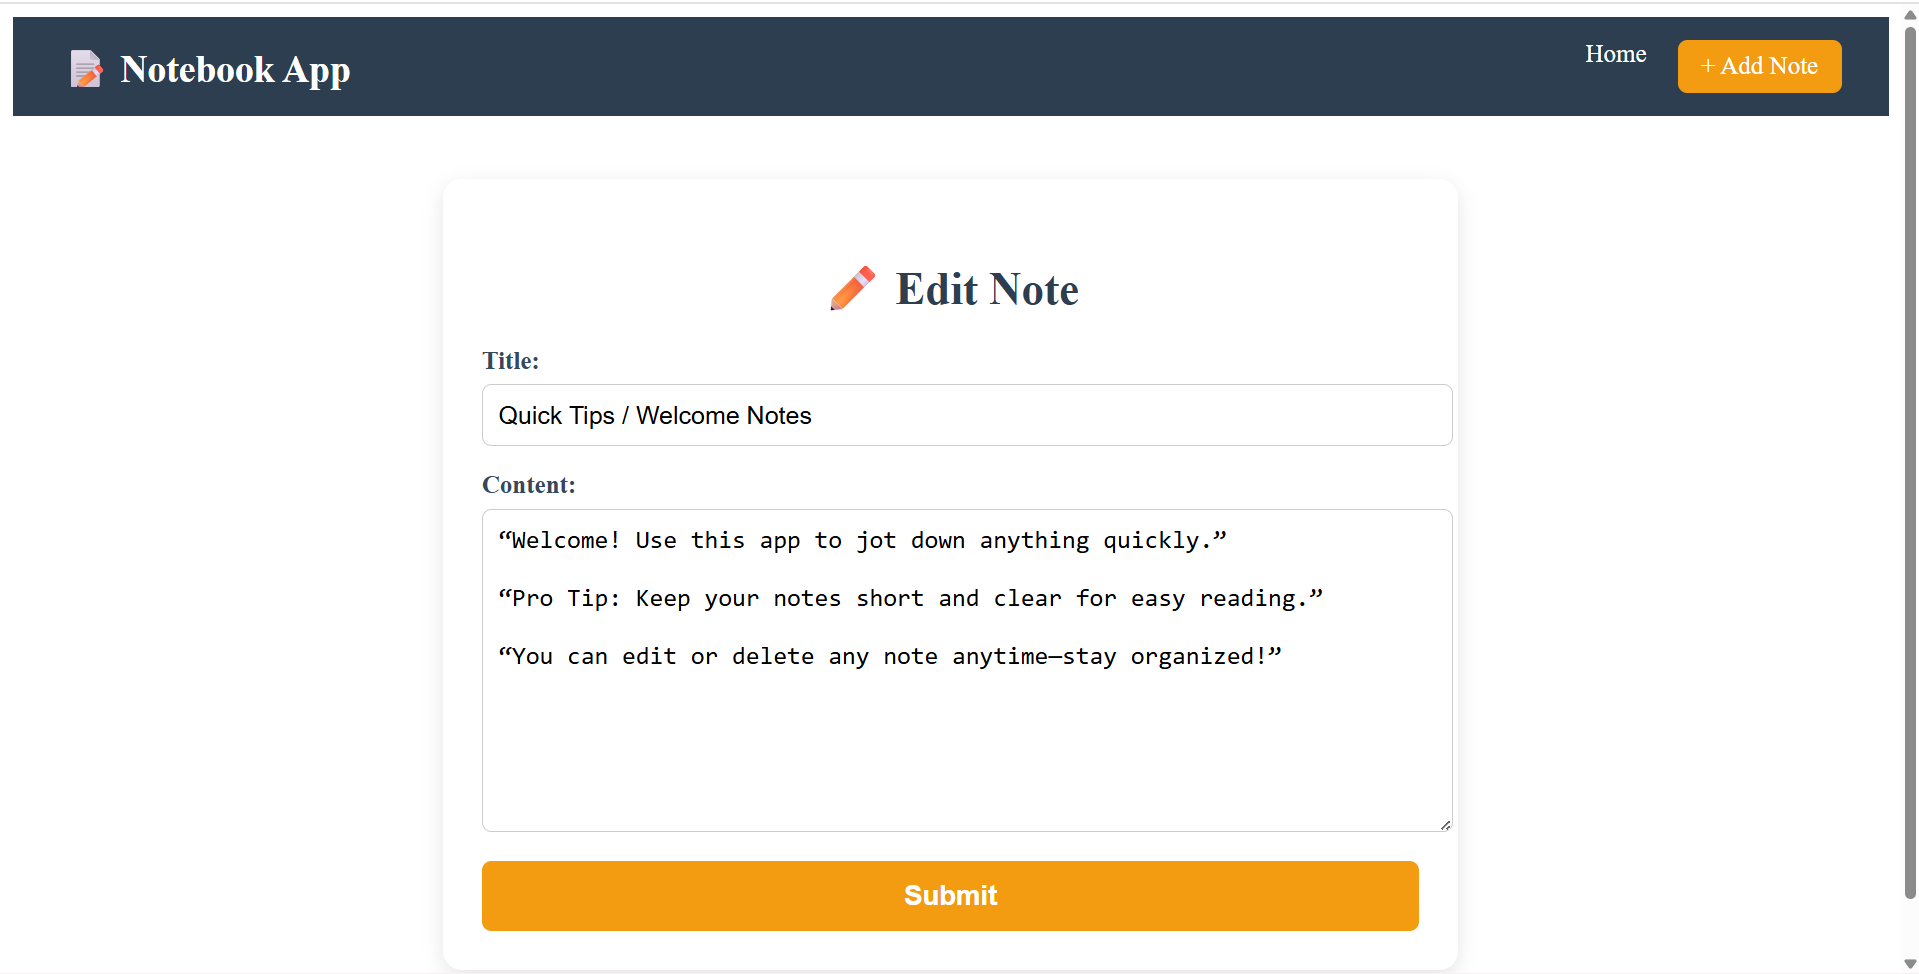 Notebook App
Home
+ Add Note
Edit Note
Title:
Quick Tips / Welcome Notes
Content:
“Welcome! Use this app to jot down anything quickly.”
“Pro Tip: Keep your notes short and clear for easy reading.”
“You can edit or delete any note anytime—stay organized!”
Submit